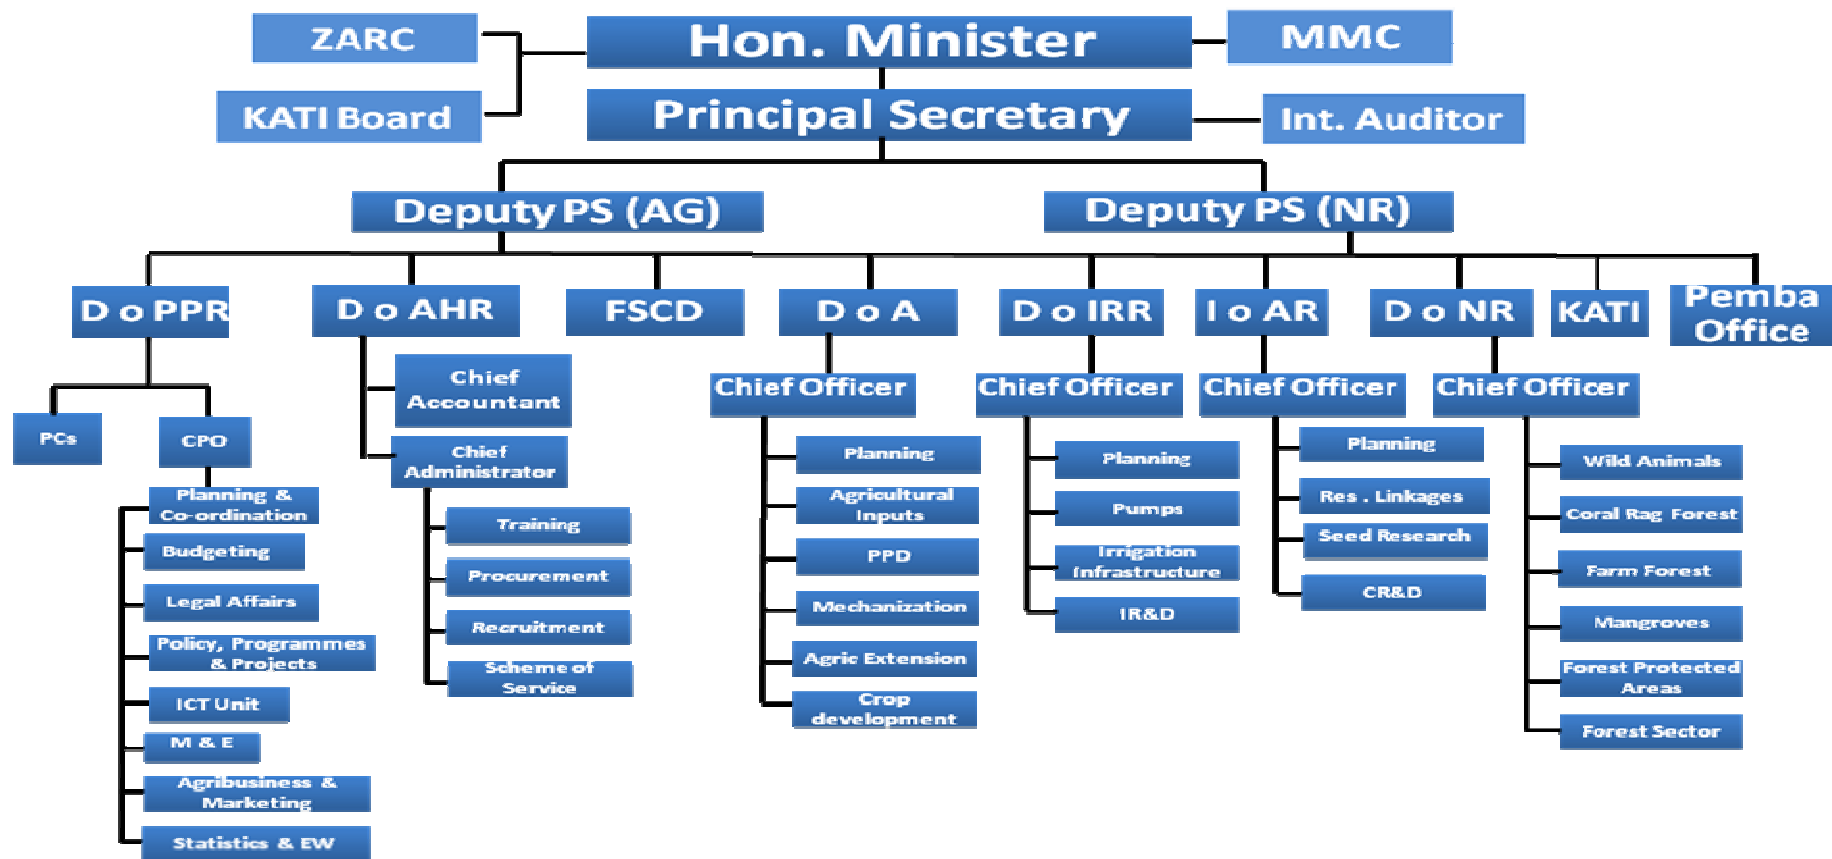 ZARC
Hon. Minister
MMC
KATI Board
Principal Secretary
Int. Auditor
Deputy PS (AG)
Deputy PS (NR)
D o PPR
D o AHR
FSCD
D o A
D o IRR
I o AR
D o NR
KATI
Pemba
Office
PCs
CPO
Planning &
Co-ordination
Budgeting
Legal Affairs
Policy, Programmes
& Projects
ICT Unit
M & E
Agribusiness &
Marketing
Statistics & EW
Chief
Accountant
Chief
Administrator
Training
Procurement
Recruitment
Scheme of
Service
Chief Officer
Planning
Agricultural
Inputs
PPD
Mechanization
Agric Extension
Crop
development
Chief Officer
Planning
Pumps
Irrigation
Infrastructure
IR&D
Chief Officer
Planning
Res . Linkages
Seed Research
CR&D
Chief Officer
Wild Animals
Coral Rag Forest
Farm Forest
Mangroves
Forest Protected
Areas
Forest Sector